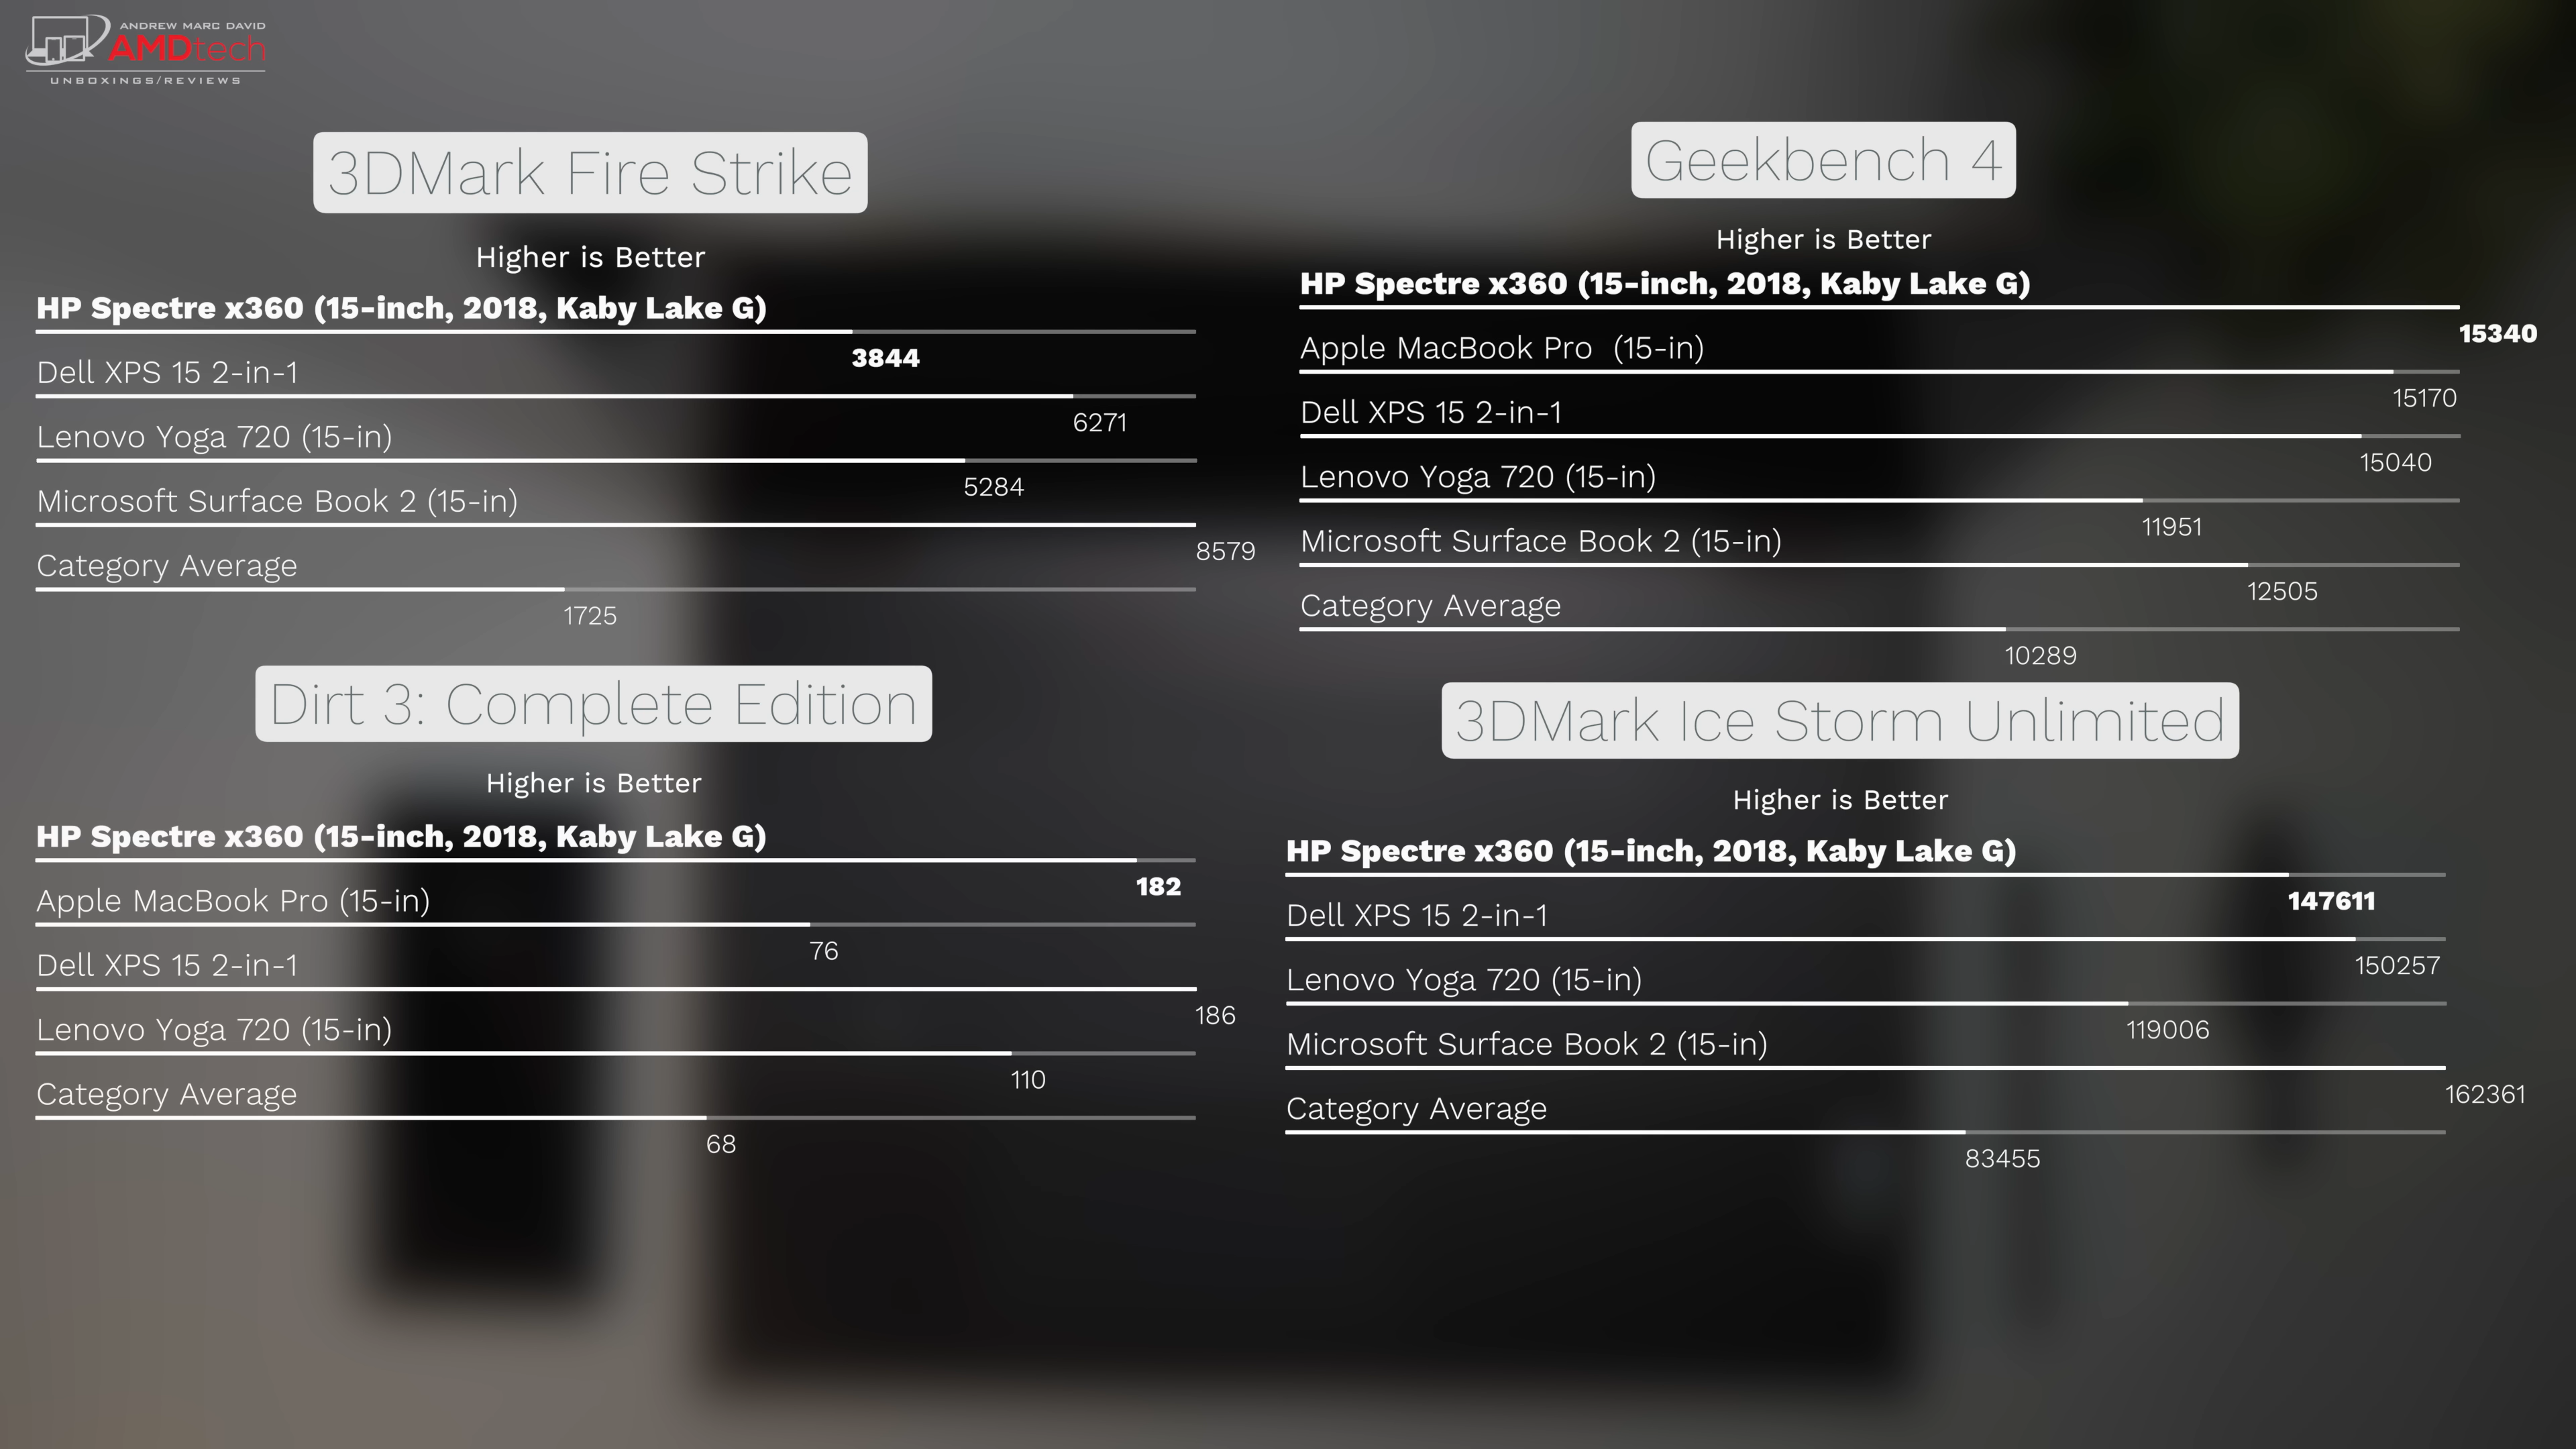 ANDREW MARC DAVID
AMDtech
UNBOXINGS/REVIEWS
3DMark Fire Strike
Higher is Better
HP Spectre x360 (15-inch, 2018, Kaby Lake G)
3844
Dell XPS 15 2-in-1
6271
Lenovo Yoga 720 (15-in)
5284
Microsoft Surface Book 2 (15-in)
8579
Category Average
1725
Geekbench 4
Higher is Better
HP Spectre x360 (15-inch, 2018, Kaby Lake G)
15340
Apple MacBook Pro (15-in)
15170
Dell XPS 15 2-in-1
15040
Lenovo Yoga 720 (15-in)
11951
Microsoft Surface Book 2 (15-in)
12505
Category Average
10289
Dirt 3: Complete Edition
Higher is Better
HP Spectre x360 (15-inch, 2018, Kaby Lake G)
182
Apple MacBook Pro (15-in)
76
Dell XPS 15 2-in-1
186
Lenovo Yoga 720 (15-in)
110
Category Average
68
3DMark Ice Storm Unlimited
Higher is Better
HP Spectre x360 (15-inch, 2018, Kaby Lake G)
147611
Dell XPS 15 2-in-1
150257
Lenovo Yoga 720 (15-in)
119006
Microsoft Surface Book 2 (15-in)
162361
Category Average
83455